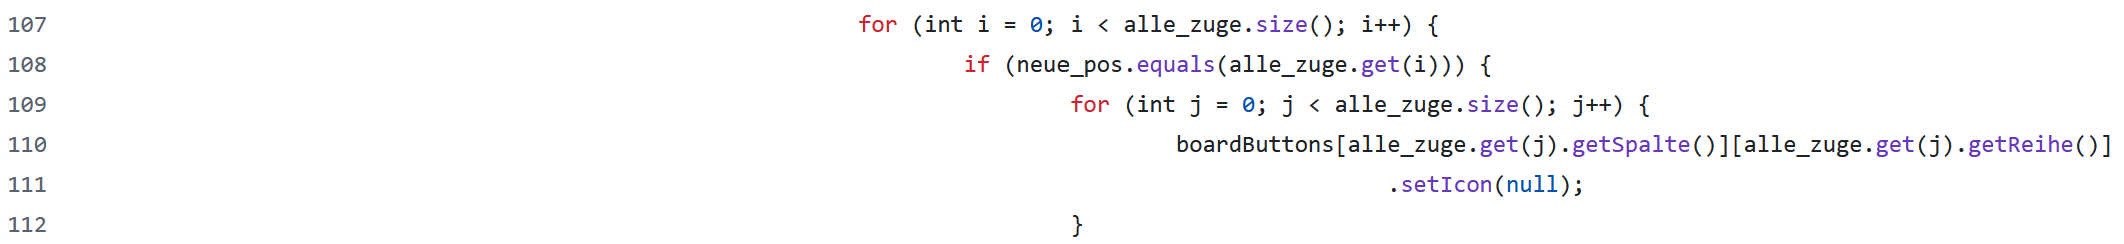 107 for (int i = 0; i < alle_zuge.size(); i++) {
108 if (neue_pos.equals(alle_zuge.get(i))) {
109 for (int j = 0; j < alle_zuge.size(); j++) {
110 boardButtons[alle_zuge.get(j).getSpalte()][alle_zuge.get(j).getReihe()]
111 .setIcon(null);
112 }